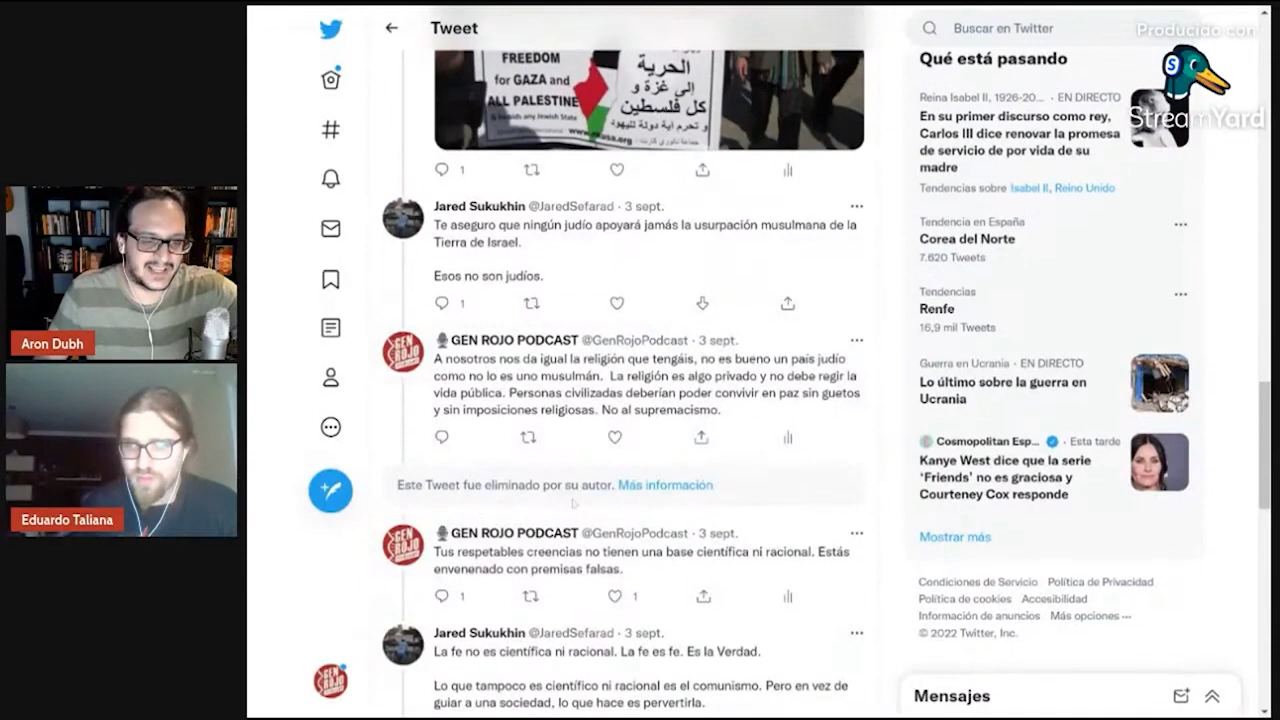 Aron Dubh
Eduardo Taliana
Tweet
FREEDOM
for GAZA and
ALL PALESTINE
الحرية
إلى غزة و
كل فلسطين
و تحرم اية دولة لليهود
1
Jared Sukukhin @JaredSefarad · 3 sept.
Te aseguro que ningún judío apoyará jamás la usurpación musulmana de la
Tierra de Israel.
Esos no son judíos.
1
GEN ROJO PODCAST @GenRojoPodcast · 3 sept.
A nosotros nos da igual la religión que tengáis, no es bueno un país judío
como no lo es uno musulmán. La religión es algo privado y no debe regir la
vida pública. Personas civilizadas deberían poder convivir en paz sin guetos
y sin imposiciones religiosas. No al supremacismo.
Este Tweet fue eliminado por su autor. Más información
GEN ROJO PODCAST @GenRojoPodcast · 3 sept.
Tus respetables creencias no tienen una base científica ni racional. Estás
envenenado con premisas falsas.
1
1
Jared Sukukhin @JaredSefarad · 3 sept.
La fe no es científica ni racional. La fe es fe. Es la Verdad.
Lo que tampoco es científico ni racional es el comunismo. Pero en vez de
guiar a una sociedad, lo que hace es pervertirla.
Buscar en Twitter
Producido con
StreamYard
Qué está pasando
Reina Isabel II, 1926-20... · EN DIRECTO
En su primer discurso como rey,
Carlos III dice renovar la promesa
de servicio de por vida de su
madre
Tendencias sobre Isabel II, Reino Unido
Tendencia en España
Corea del Norte
7.620 Tweets
Tendencias
Renfe
16,9 mil Tweets
Guerra en Ucrania · EN DIRECTO
Lo último sobre la guerra en
Ucrania
Cosmopolitan Esp... · Esta tarde
Kanye West dice que la serie
‘Friends’ no es graciosa y
Courteney Cox responde
Mostrar más
Condiciones de Servicio Política de Privacidad
Política de cookies Accesibilidad
Información de anuncios Más opciones ···
© 2022 Twitter, Inc.
Mensajes